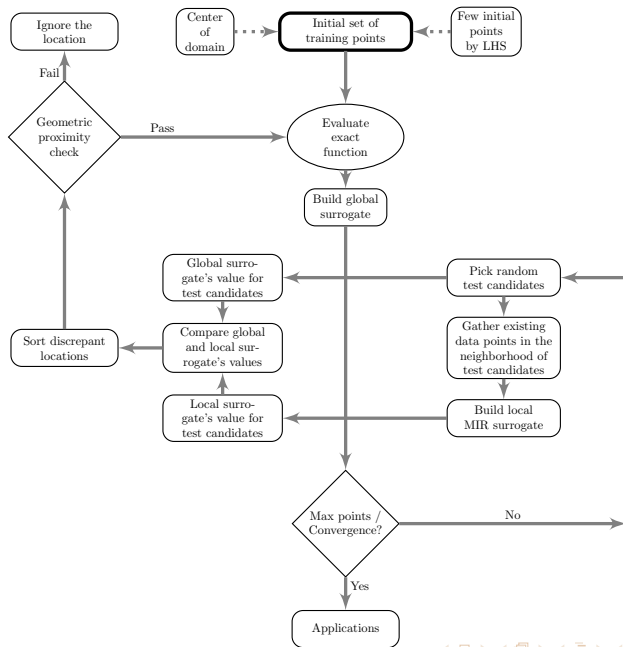 Ignore the
location
Center
of
domain
Initial set of
training points
Few initial
points
by LHS
Fail
Geometric
proximity
check
Pass
Evaluate
exact
function
Build global
surrogate
Global surro-
gate's value for
test candidates
Pick random
test candidates
Sort discrepant
locations
Compare global
and local sur-
rogate's values
Gather existing
data points in the
neighborhood of
test candidates
Local surro-
gate's value for
test candidates
Build local
MIR surrogate
Max points /
Convergence?
No
Yes
Applications